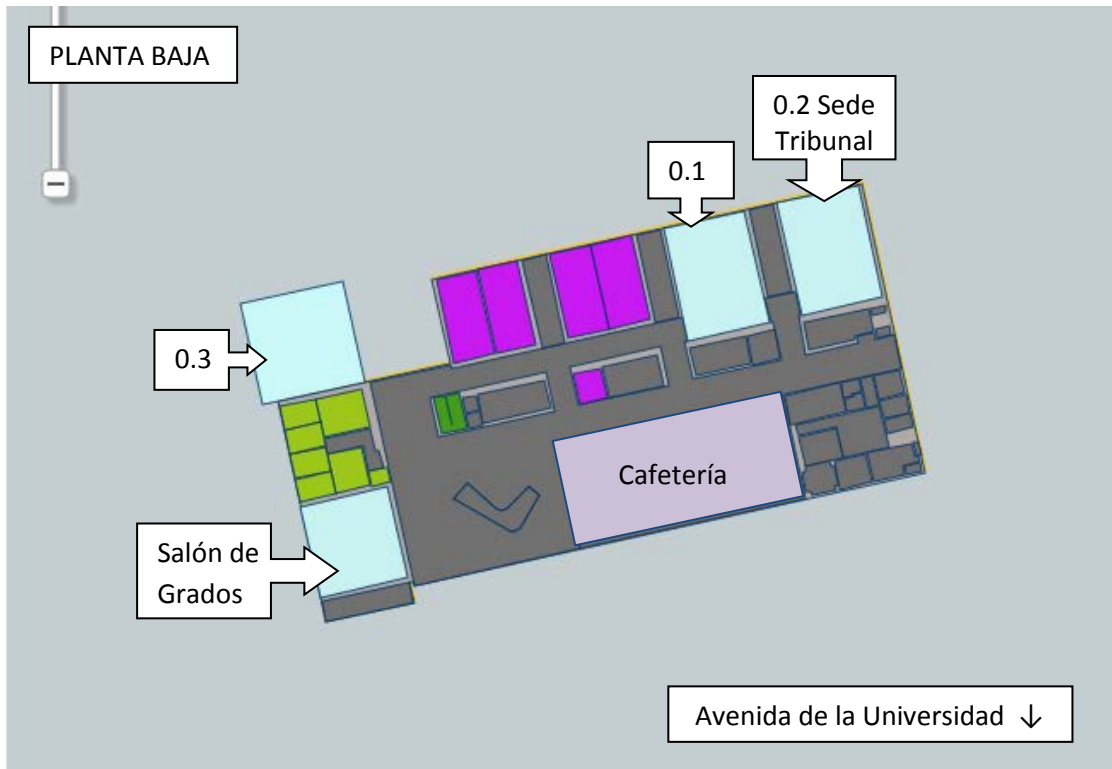 PLANTA BAJA
0.2 Sede
Tribunal
0.1
0.3
Cafetería
Salón de
Grados
Avenida de la Universidad ↓